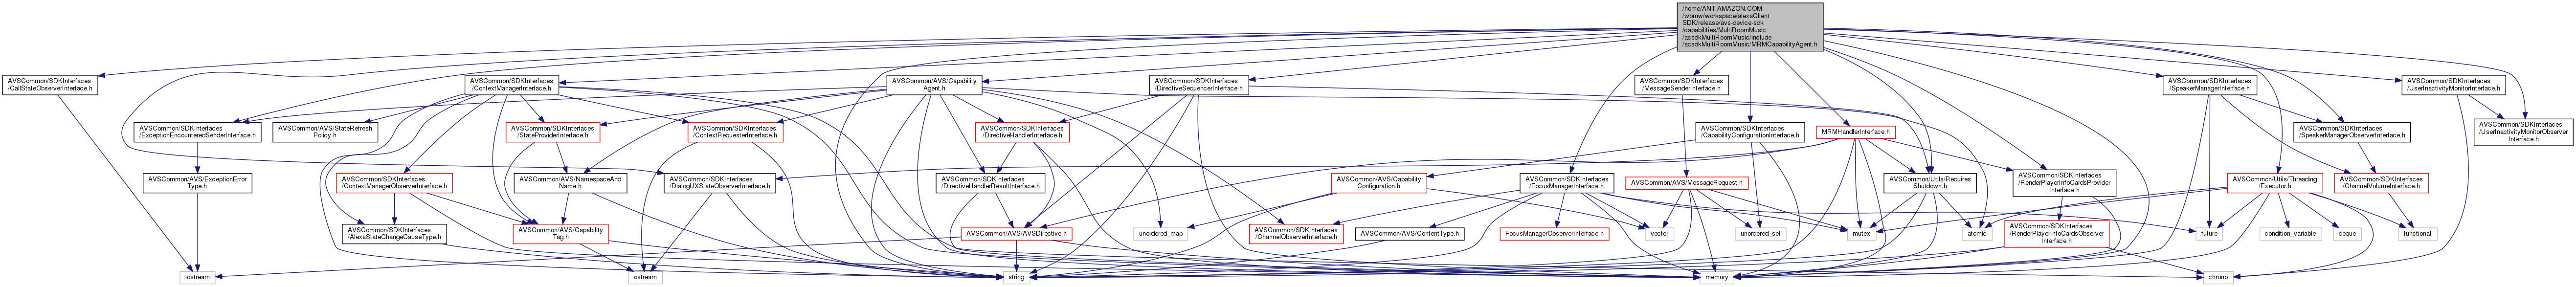 /home/ANT.AMAZON.COM
/womw/workspace/alexaClient
SDK/release/avs-device-sdk
/capabilities/MultiRoomMusic
/acsdkMultiRoomMusic/include
/acsdkMultiRoomMusic/MRMCapabilityAgent.h
AVSCommon/SDKInterfaces
/CallStateObserverInterface.h
AVSCommon/SDKInterfaces
/ContextManagerInterface.h
AVSCommon/AVS/Capability
Agent.h
AVSCommon/SDKInterfaces
/DirectiveSequencerInterface.h
AVSCommon/SDKInterfaces
/MessageSenderInterface.h
AVSCommon/SDKInterfaces
/SpeakerManagerInterface.h
AVSCommon/SDKInterfaces
/UserInactivityMonitorInterface.h
AVSCommon/SDKInterfaces
/ExceptionEncounteredSenderInterface.h
AVSCommon/AVS/StateRefresh
Policy.h
AVSCommon/SDKInterfaces
/StateProviderInterface.h
AVSCommon/SDKInterfaces
/ContextRequesterInterface.h
AVSCommon/SDKInterfaces
/DirectiveHandlerInterface.h
AVSCommon/SDKInterfaces
/CapabilityConfigurationInterface.h
MRMHandlerInterface.h
AVSCommon/SDKInterfaces
/SpeakerManagerObserverInterface.h
AVSCommon/SDKInterfaces
/UserInactivityMonitorObserver
Interface.h
AVSCommon/AVS/ExceptionError
Type.h
AVSCommon/SDKInterfaces
/ContextManagerObserverInterface.h
AVSCommon/AVS/NamespaceAnd
Name.h
AVSCommon/SDKInterfaces
/DialogUXStateObserverInterface.h
AVSCommon/SDKInterfaces
/DirectiveHandlerResultInterface.h
AVSCommon/AVS/Capability
Configuration.h
AVSCommon/SDKInterfaces
/FocusManagerInterface.h
AVSCommon/AVS/MessageRequest.h
AVSCommon/Utils/Requires
Shutdown.h
AVSCommon/SDKInterfaces
/RenderPlayerInfoCardsProvider
Interface.h
AVSCommon/Utils/Threading
/Executor.h
AVSCommon/SDKInterfaces
/ChannelVolumeInterface.h
AVSCommon/SDKInterfaces
/AlexaStateChangeCauseType.h
AVSCommon/AVS/Capability
Tag.h
AVSCommon/AVS/AVSDirective.h
unordered_map
AVSCommon/SDKInterfaces
/ChannelObserverInterface.h
AVSCommon/AVS/ContentType.h
FocusManagerObserverInterface.h
vector
unordered_set
mutex
atomic
AVSCommon/SDKInterfaces
/RenderPlayerInfoCardsObserver
Interface.h
future
condition_variable
deque
functional
iostream
ostream
string
memory
chrono